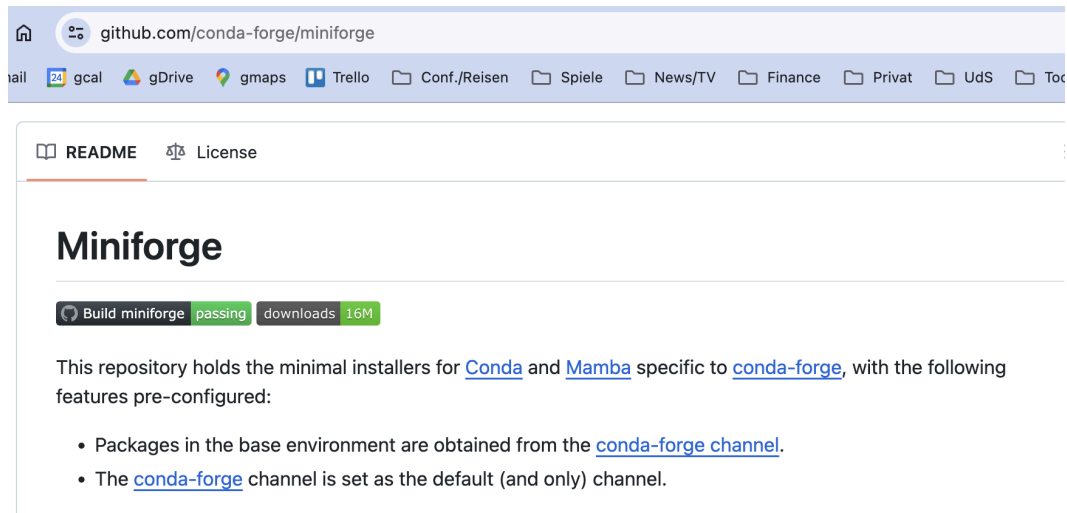 github.com/conda-forge/miniforge
24 gcal gDrive gmaps Trello Conf./Reisen Spiele News/TV Finance Privat UdS
README License
Miniforge
Build miniforge passing downloads 16M
This repository holds the minimal installers for Conda and Mamba specific to conda-forge, with the following
features pre-configured:
• Packages in the base environment are obtained from the conda-forge channel.
• The conda-forge channel is set as the default (and only) channel.